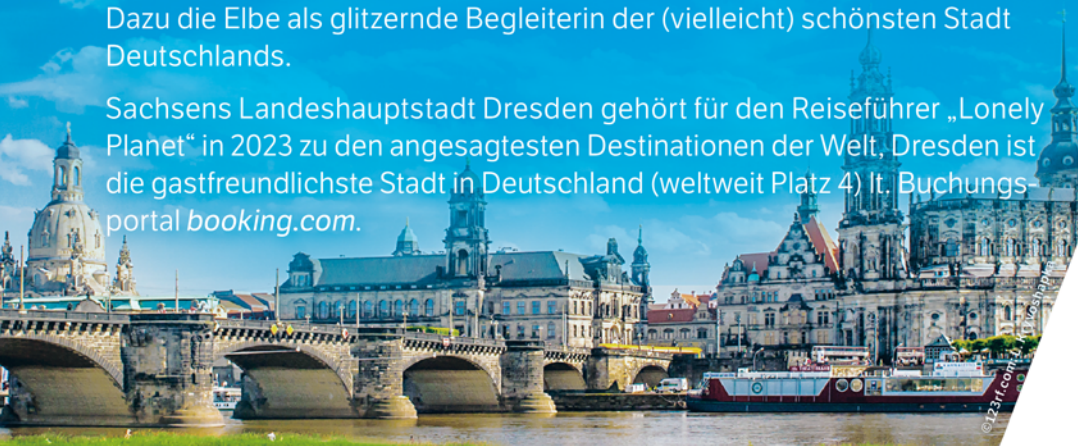 Dazu die Elbe als glitzernde Begleiterin der (vielleicht) schönsten Stadt
Deutschlands.
Sachsens Landeshauptstadt Dresden gehört für den Reiseführer „Lonely
Planet“ in 2023 zu den angesagtesten Destinationen der Welt, Dresden ist
die gastfreundlichste Stadt in Deutschland (weltweit Platz 4) lt. Buchungs-
portal booking.com.
©123rf.com